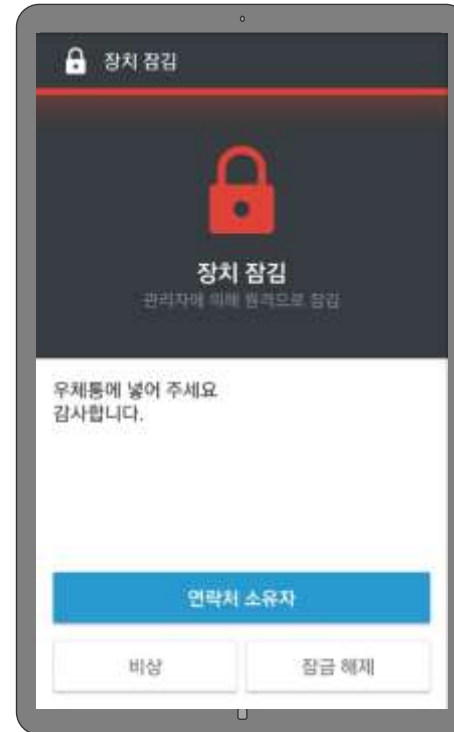 장치 잠김
장치 잠김
관리자에 의해 원격으로 잠김
우체통에 넣어 주세요
감사합니다.
연락처 소유자
비상
잠금 해제